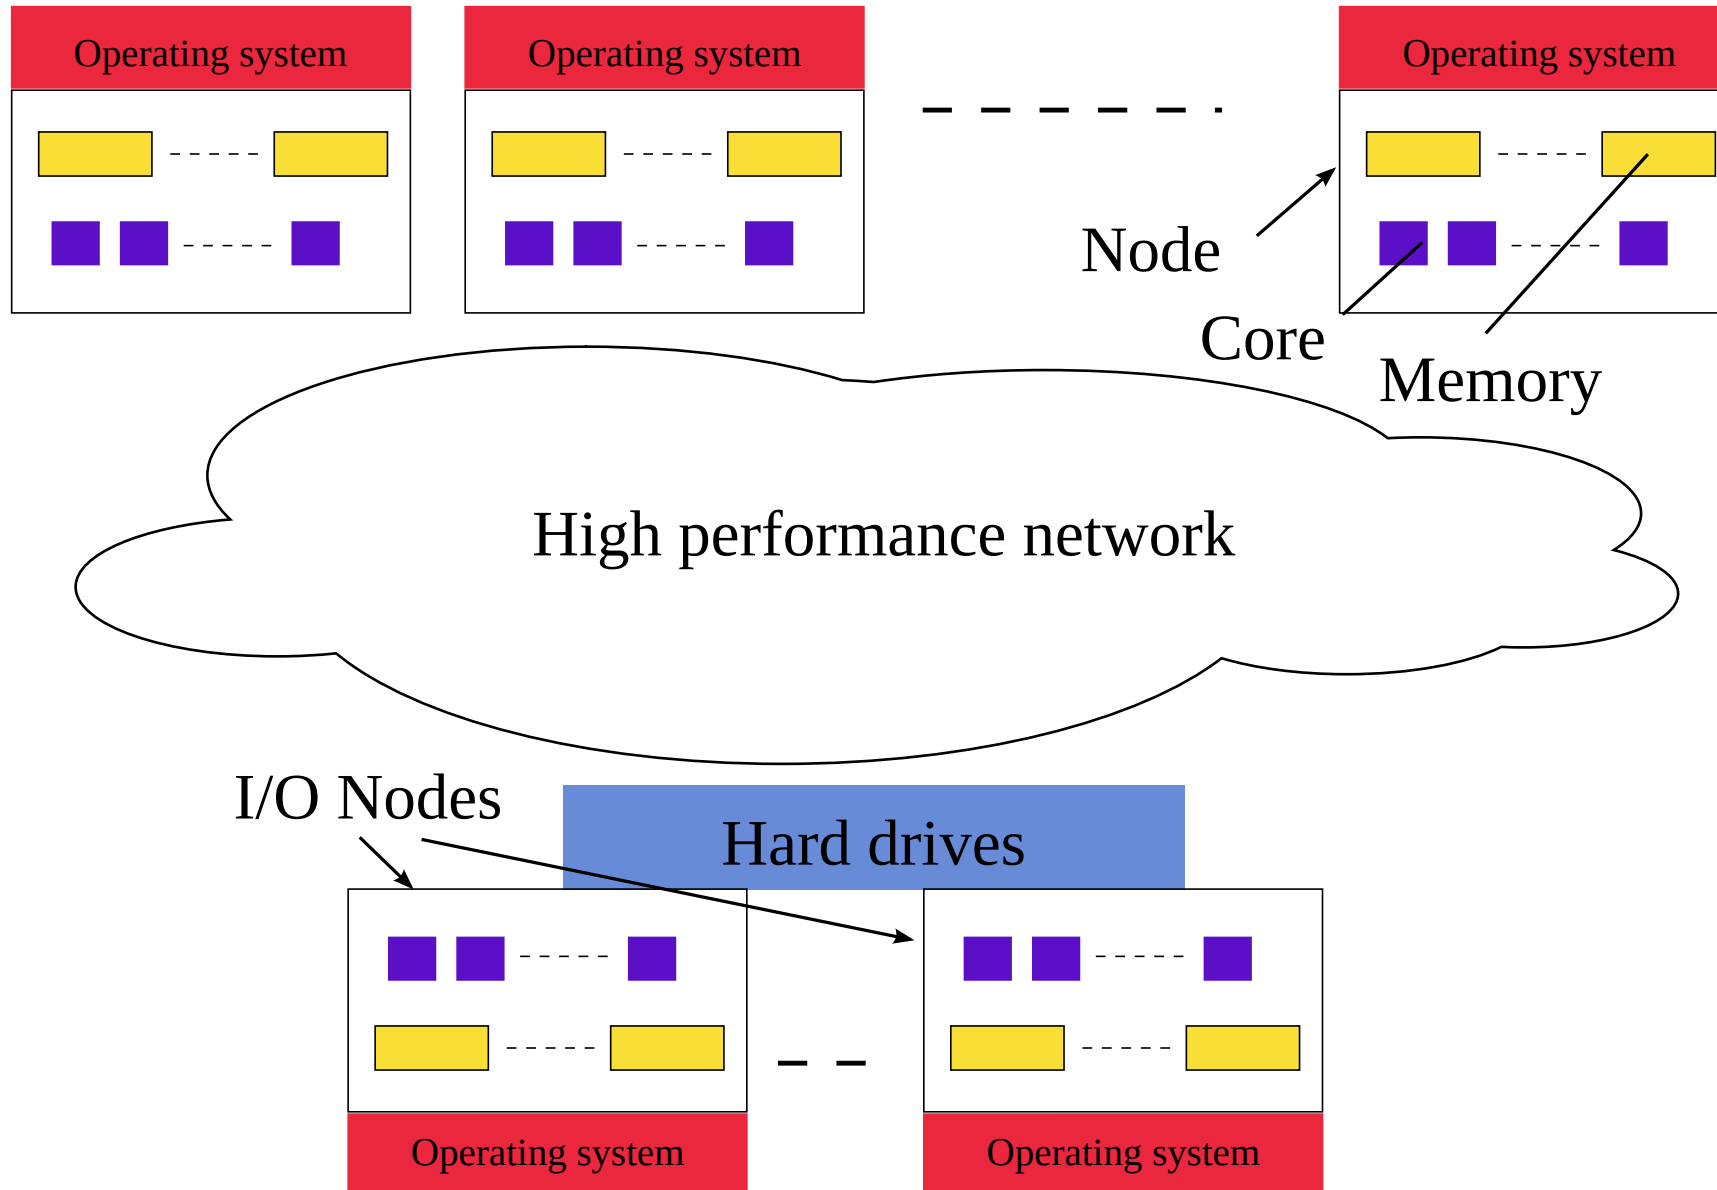 Operating system
Operating system
Operating system
Node
Core
Memory
High performance network
I/O Nodes
Hard drives
Operating system
Operating system